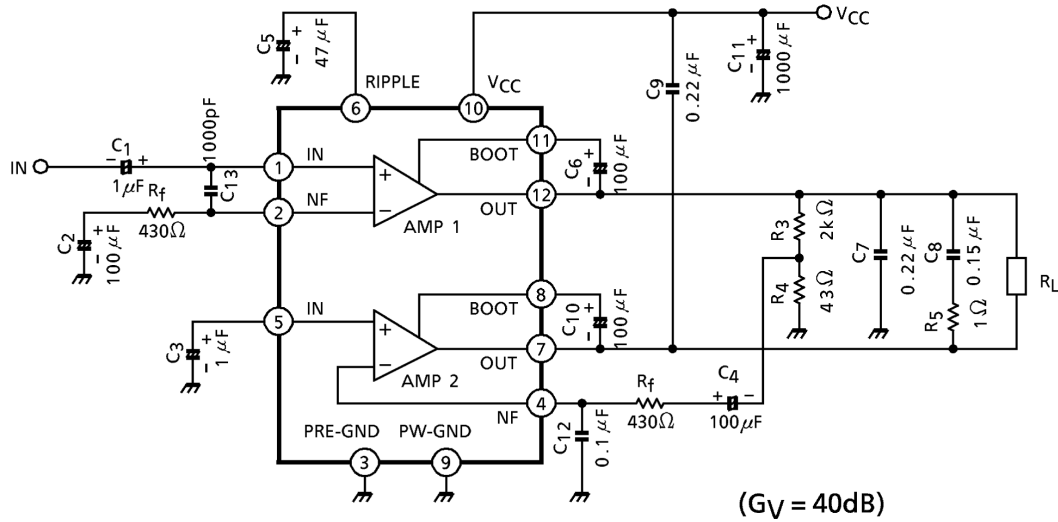 C5
+
-
47 μF
RIPPLE
6
VCC
10
C9
0.22 μF
C11
+
-
1000 μF
VCC
IN
C1
- +
1μF
1000pF
C13
Rf
430Ω
C2
+
-
100 μF
1
IN
2
NF
+
-
AMP 1
BOOT
11
OUT
12
C6
+
-
100 μF
R3
2kΩ
R4
43Ω
C7
0.22 μF
C8
0.15 μF
R5
1Ω
RL
C3
+
-
1 μF
5
IN
+
-
AMP 2
BOOT
8
OUT
7
NF
4
C10
+
-
100 μF
C12
0.1 μF
Rf
430Ω
C4
+ -
100μF
PRE-GND
3
PW-GND
9
(GV = 40dB)